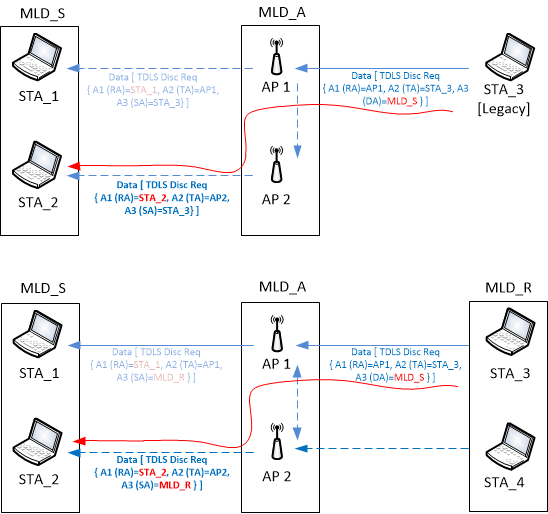 MLD_S
MLD_A
STA_1
Data [ TDLS Disc Req
{ A1 (RA)=STA_1, A2 (TA)=AP1,
A3 (SA)=STA_3} ]
AP 1
Data [ TDLS Disc Req
{ A1 (RA)=AP1, A2 (TA)=STA_3, A3
(DA)=MLD_S } ]
STA_3
[Legacy]
STA_2
Data [ TDLS Disc Req
{ A1 (RA)=STA_2, A2 (TA)=AP2,
A3 (SA)=STA_3} ]
AP 2
MLD_S
MLD_A
MLD_R
STA_1
Data [ TDLS Disc Req
{ A1 (RA)=STA_1, A2 (TA)=AP1,
A3 (SA)=MLD_R } ]
AP 1
Data [ TDLS Disc Req
{ A1 (RA)=AP1, A2 (TA)=STA_3,
A3 (DA)=MLD_S } ]
STA_3
STA_2
Data [ TDLS Disc Req
{ A1 (RA)=STA_2, A2 (TA)=AP2,
A3 (SA)=MLD_R } ]
AP 2
STA_4